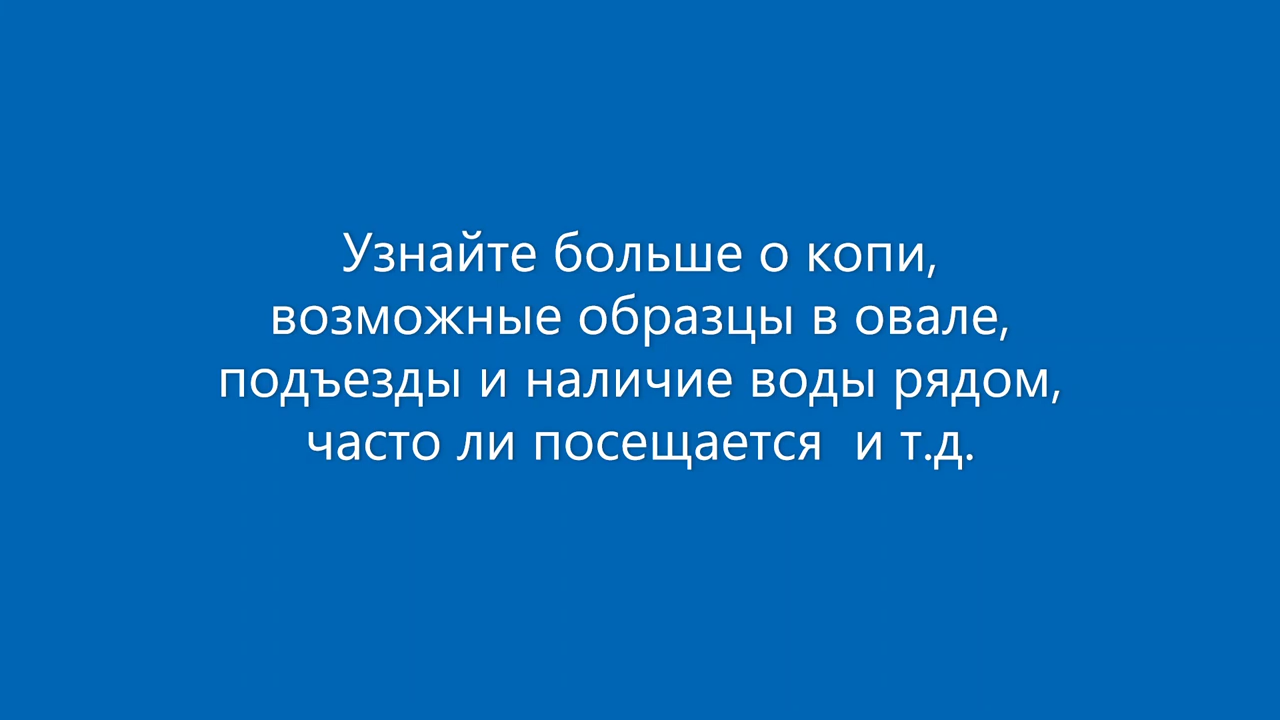 Узнайте больше о копи,
возможные образцы в овале,
подъезды и наличие воды рядом,
часто ли посещается  и т.д.